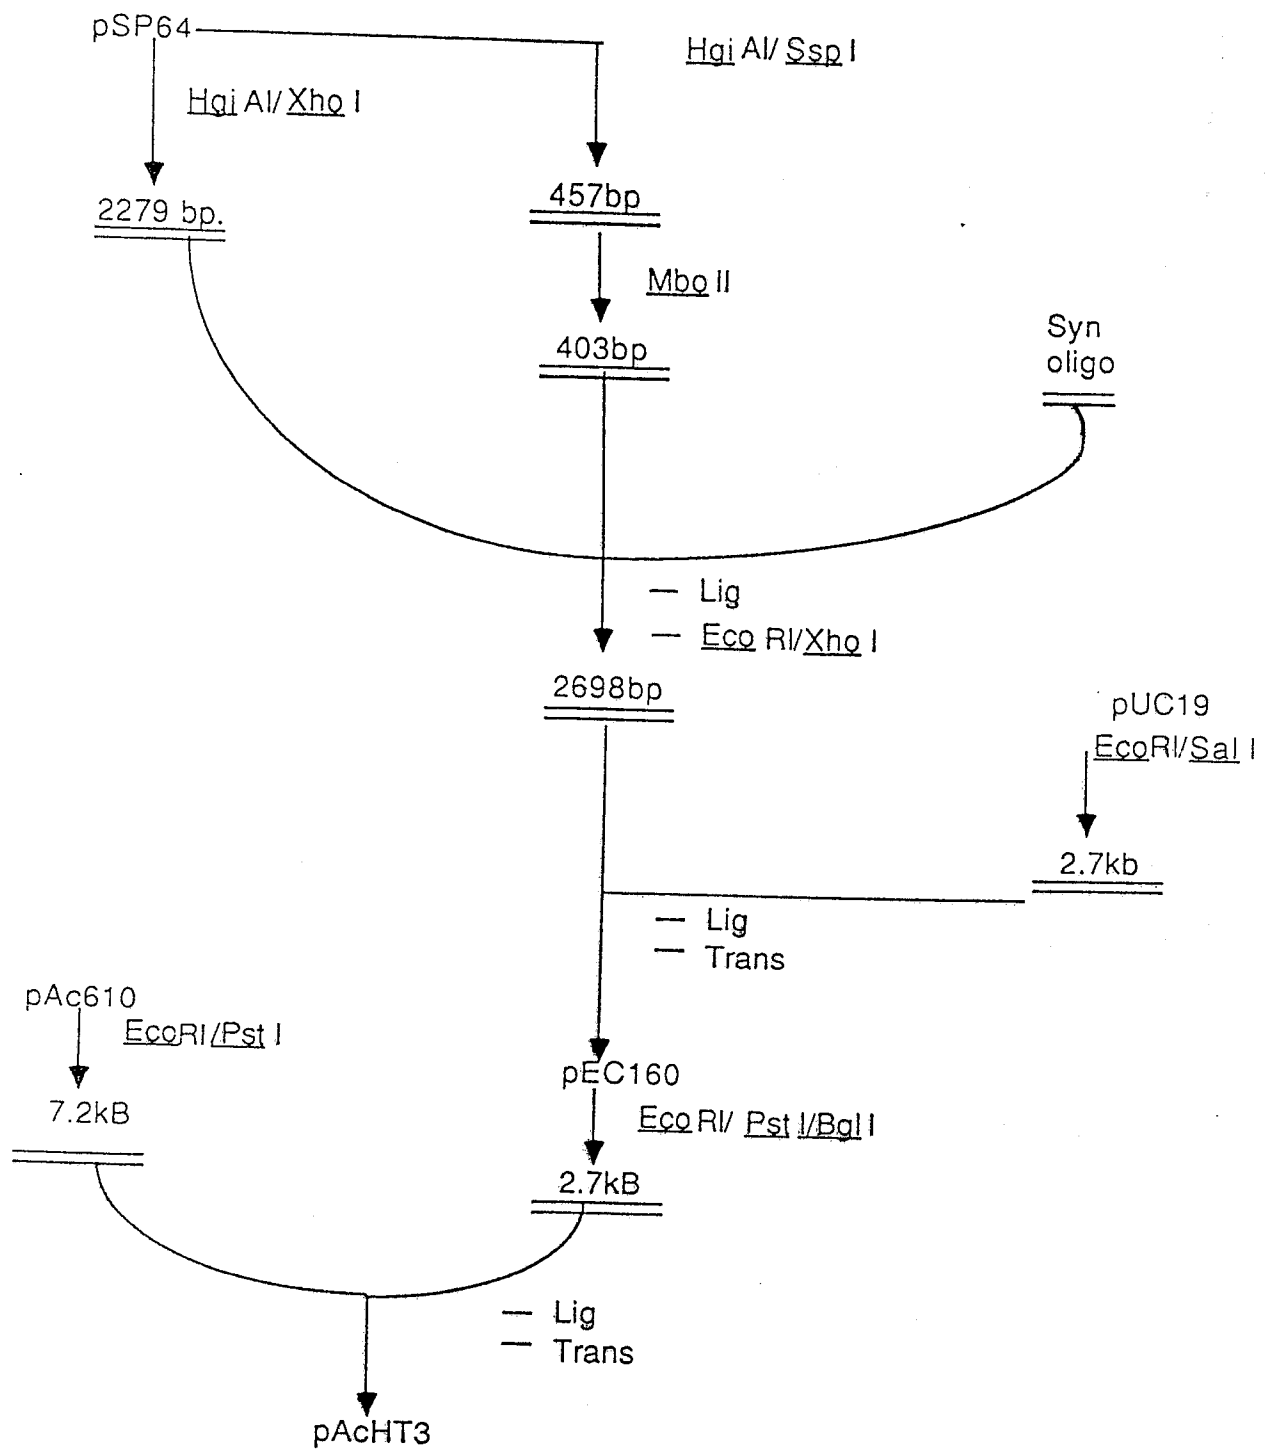 pSP64
Hgi AI/ Ssp I
Hgi AI/ Xho I
457bp
2279 bp.
Mbo II
Syn
oligo
403bp
— Lig
— Eco RI/Xho I
2698bp
pUC19
EcoRI/Sal I
2.7kb
— Lig
— Trans
pAc610
EcoRI/Pst I
pEC160
7.2kB
Eco RI/ Pst I/Bgl I
2.7kB
— Lig
— Trans
pAcHT3